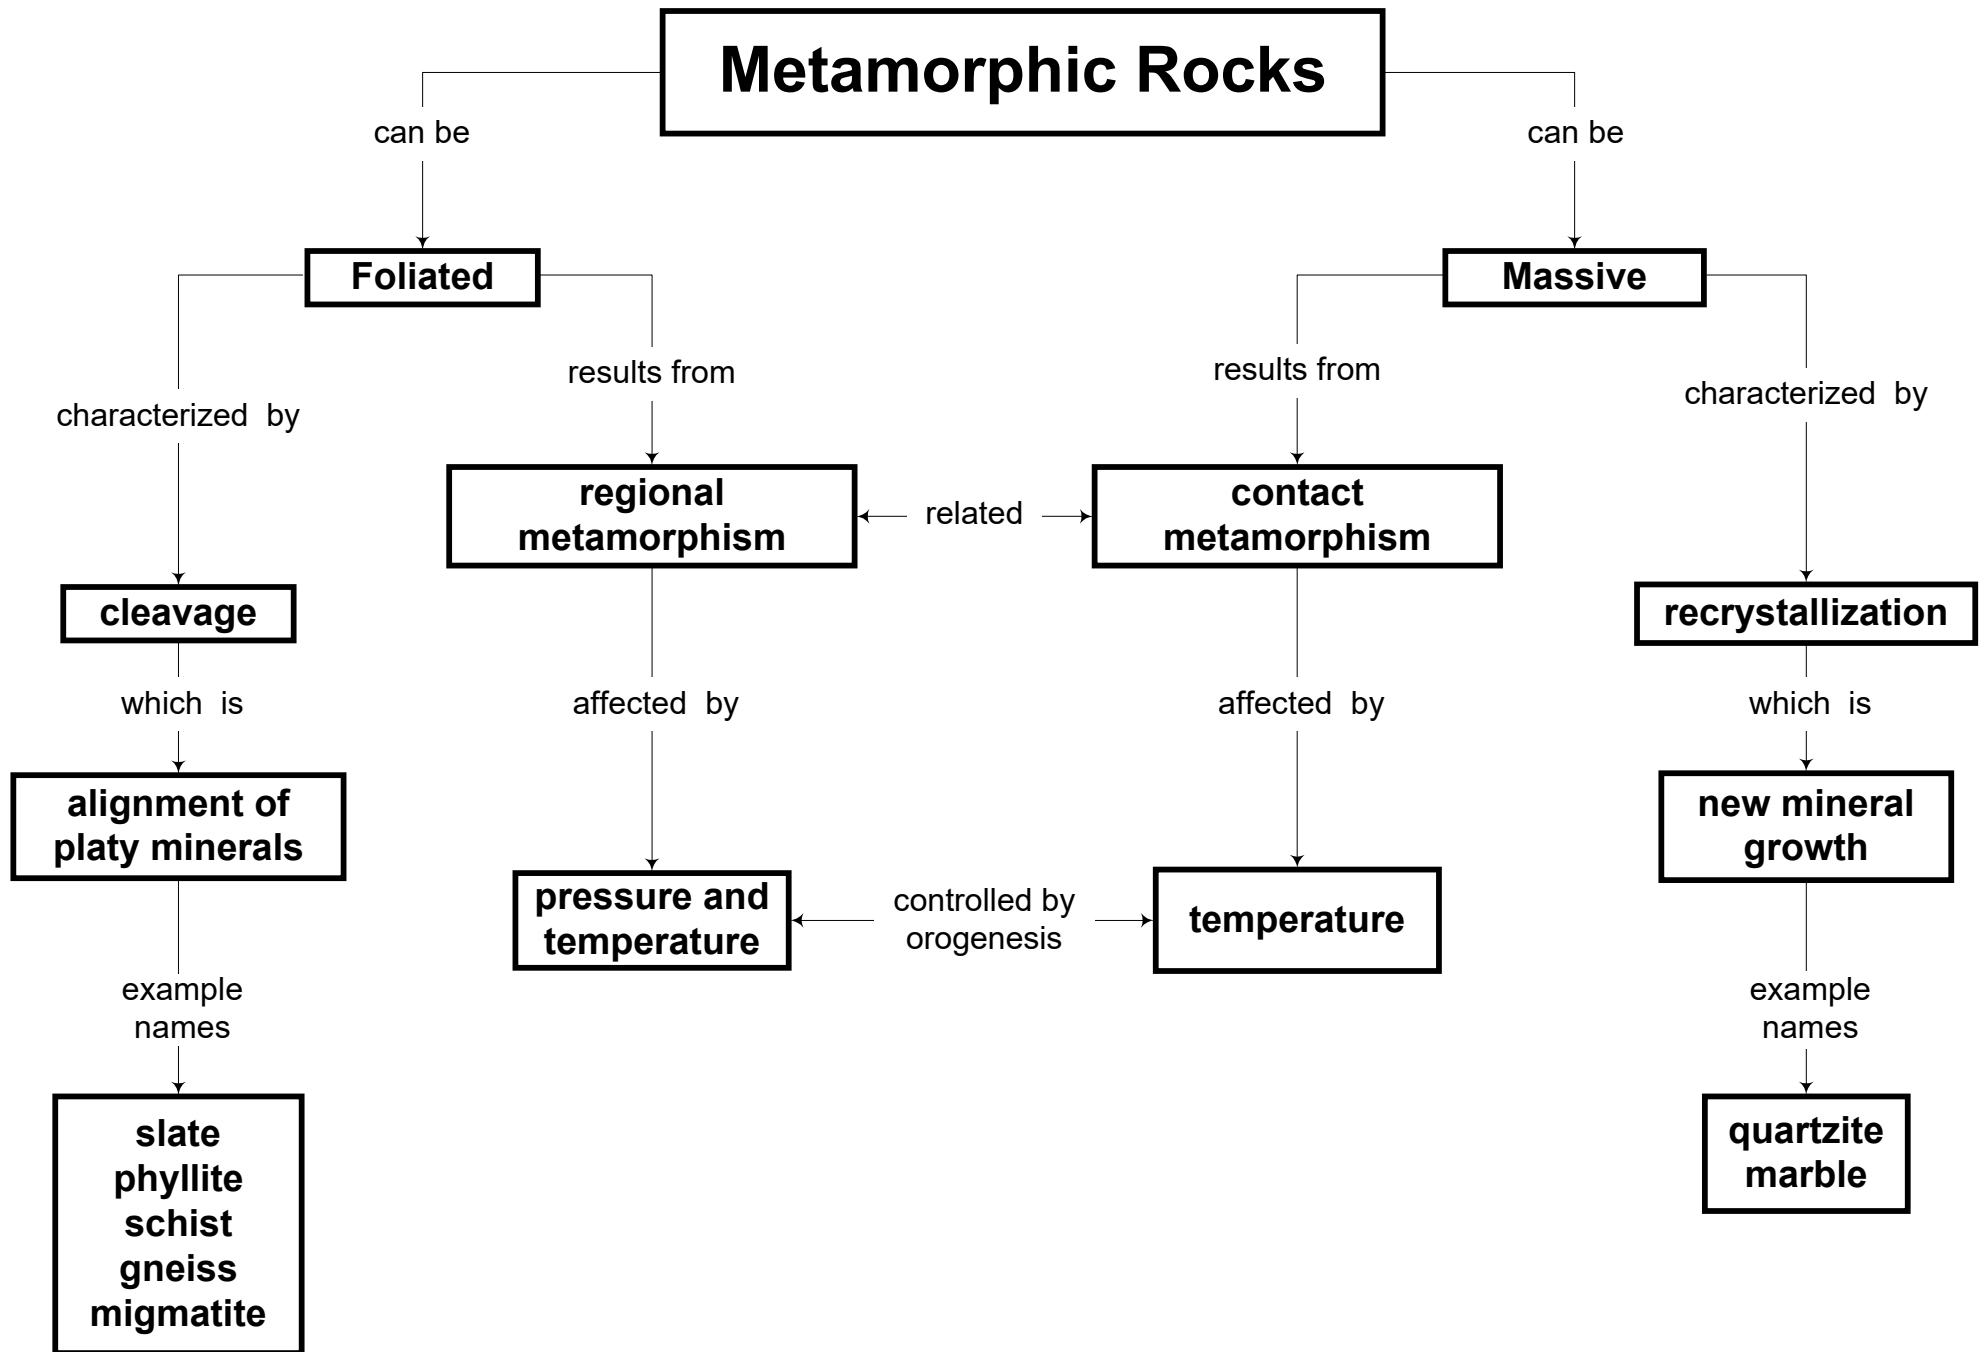 Metamorphic Rocks
can be
can be
Foliated
Massive
results from
results from
characterized by
characterized by
regional
metamorphism
related
contact
metamorphism
cleavage
recrystallization
which is
affected by
affected by
which is
alignment of
platy minerals
new mineral
growth
pressure and
temperature
controlled by
orogenesis
temperature
example
names
example
names
slate
phyllite
schist
gneiss
migmatite
quartzite
marble